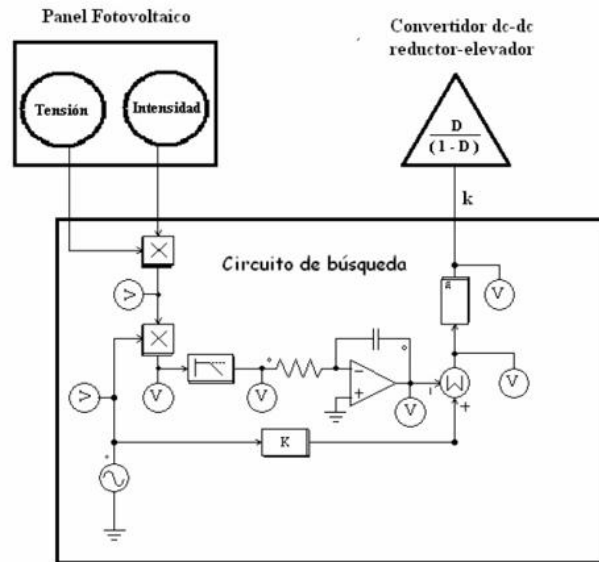 Panel Fotovoltaico
Convertidor dc-dc
reductor-elevador
Tensión
Intensidad
D
(1 - D)
k
Circuito de búsqueda
V
V
V
V
V
V
V
K